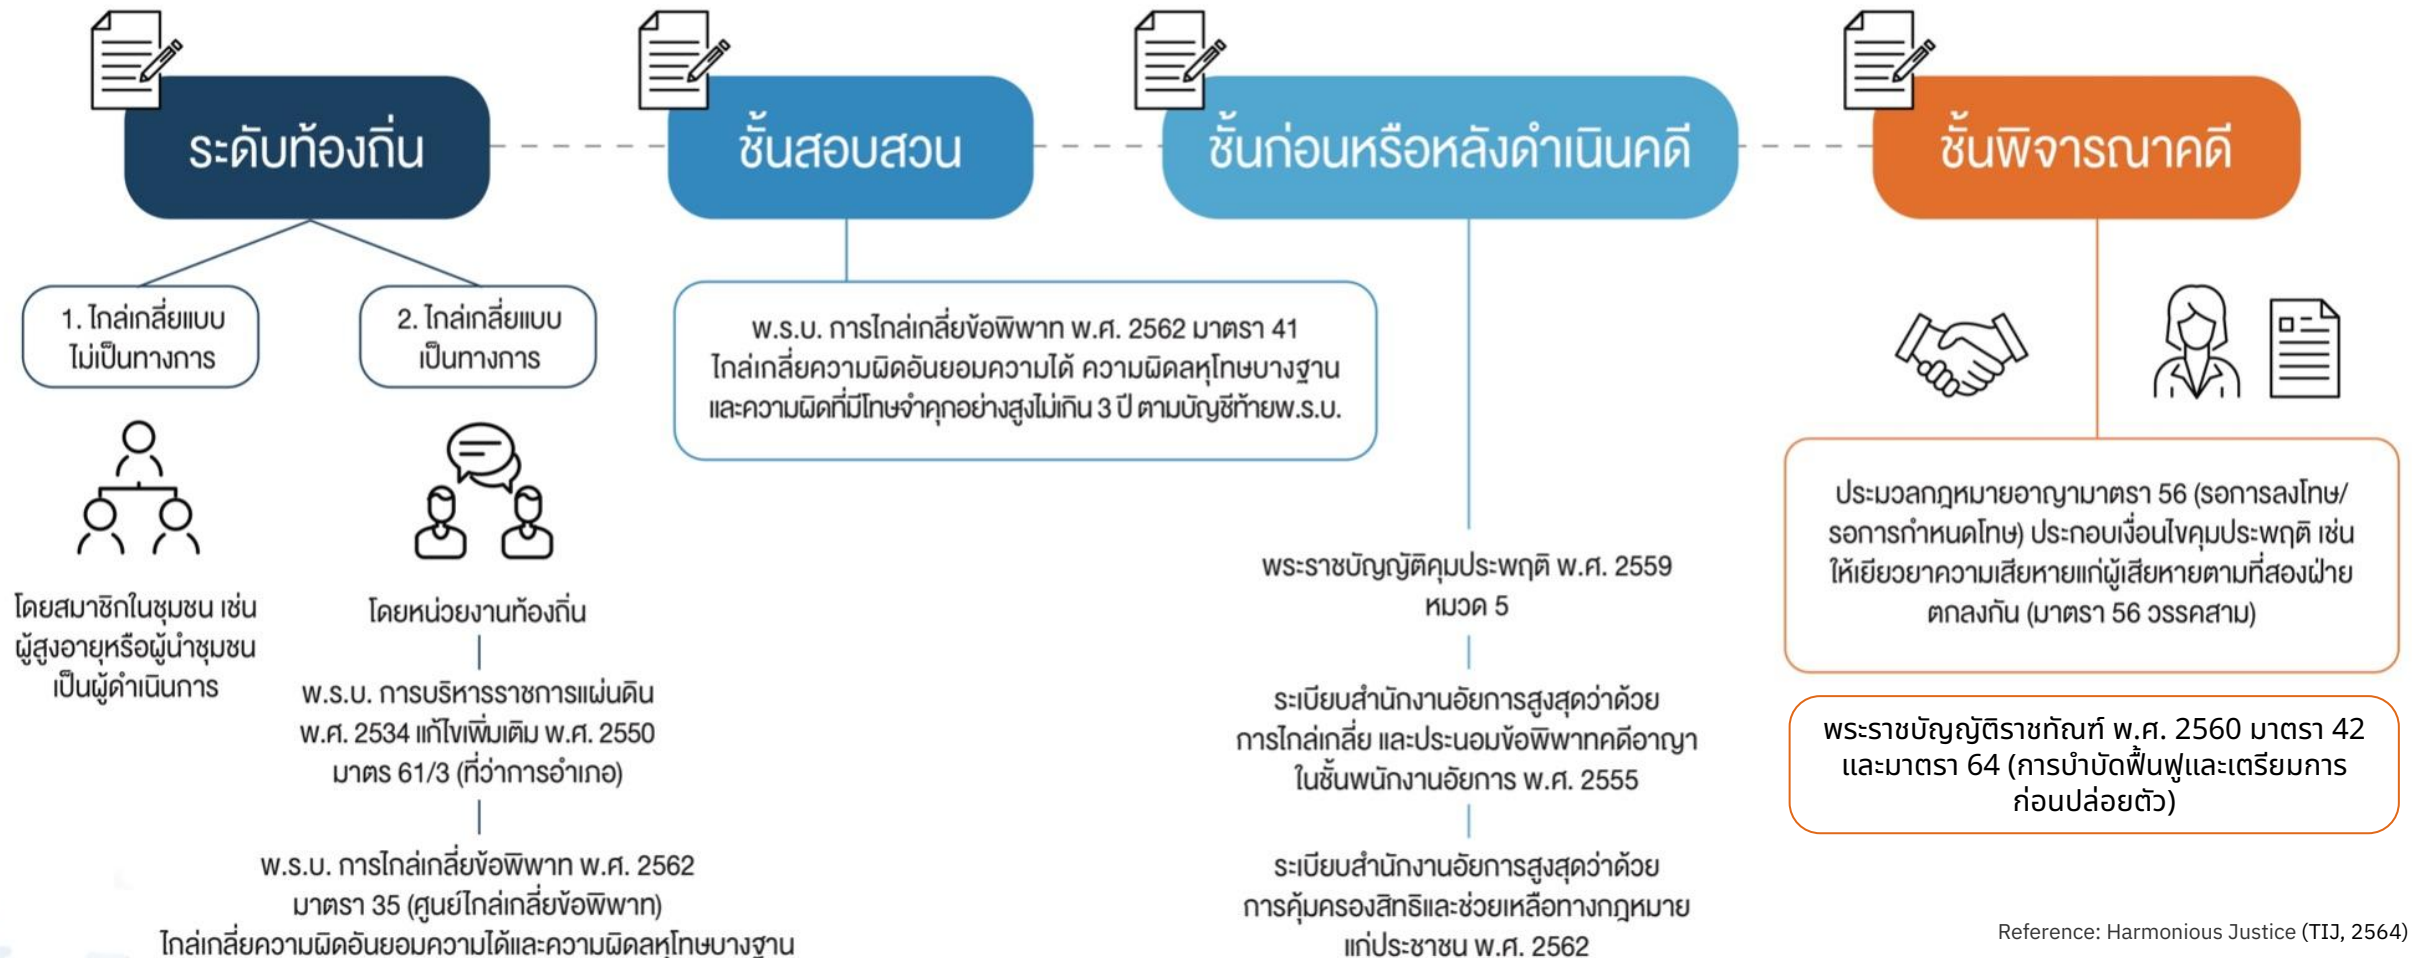 ระดับท้องถิ่น
ชั้นสอบสวน
ชั้นก่อนหรือหลังดำเนินคดี
ชั้นพิจารณาคดี
1. ไกล่เกลี่ยแบบ
ไม่เป็นทางการ
2. ไกล่เกลี่ยแบบ
เป็นทางการ
โดยสมาชิกในชุมชน เช่น
ผู้สูงอายุหรือผู้นำชุมชน
เป็นผู้ดำเนินการ
โดยหน่วยงานท้องถิ่น
พ.ร.บ. การบริหารราชการแผ่นดิน
พ.ศ. 2534 แก้ไขเพิ่มเติม พ.ศ. 2550
มาตร 61/3 (ที่ว่าการอำเภอ)
พ.ร.บ. การไกล่เกลี่ยข้อพิพาท พ.ศ. 2562
มาตรา 35 (ศูนย์ไกล่เกลี่ยข้อพิพาท)
ไกล่เกลี่ยความผิดอันยอมความได้และความผิดลหุโทษบางฐาน
พ.ร.บ. การไกล่เกลี่ยข้อพิพาท พ.ศ. 2562 มาตรา 41
ไกล่เกลี่ยความผิดอันยอมความได้ ความผิดลหุโทษบางฐาน
และความผิดที่มีโทษจำคุกอย่างสูงไม่เกิน 3 ปี ตามบัญชีท้ายพ.ร.บ.
พระราชบัญญัติคุมประพฤติ พ.ศ. 2559
หมวด 5
ระเบียบสำนักงานอัยการสูงสุดว่าด้วย
การไกล่เกลี่ย และประนอมข้อพิพาทคดีอาญา
ในชั้นพนักงานอัยการ พ.ศ. 2555
ระเบียบสำนักงานอัยการสูงสุดว่าด้วย
การคุ้มครองสิทธิและช่วยเหลือทางกฎหมาย
แก่ประชาชน พ.ศ. 2562
ประมวลกฎหมายอาญามาตรา 56 (รอการลงโทษ/
รอการกำหนดโทษ) ประกอบเงื่อนไขคุมประพฤติ เช่น
ให้เยียวยาความเสียหายแก่ผู้เสียหายตามที่สองฝ่าย
ตกลงกัน (มาตรา 56 วรรคสาม)
พระราชบัญญัติราชทัณฑ์ พ.ศ. 2560 มาตรา 42
และมาตรา 64 (การบำบัดฟื้นฟูและเตรียมการ
ก่อนปล่อยตัว)
Reference: Harmonious Justice (TIJ, 2564)